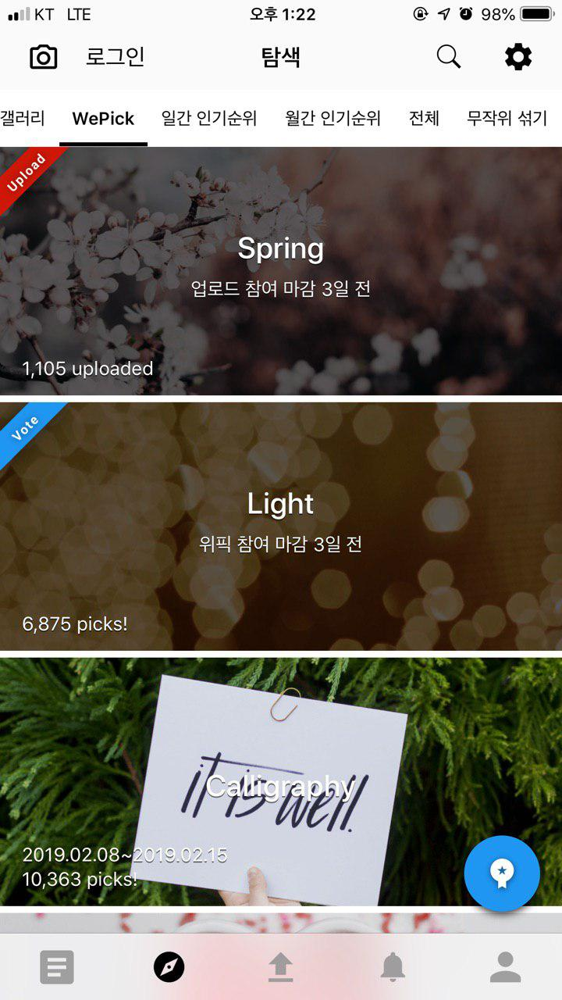 KT LTE 오후 1:22 98%
로그인 탐색
갤러리 WePick 일간 인기순위 월간 인기순위 전체 무작위 섞기
Upload
Spring
업로드 참여 마감 3일 전
1,105 uploaded
Vote
Light
위픽 참여 마감 3일 전
6,875 picks!
it is well.
Calligraphy
2019.02.08~2019.02.15
10,363 picks!